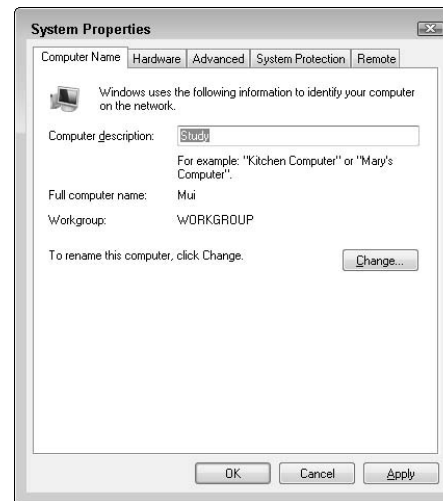 System Properties
Computer Name Hardware Advanced System Protection Remote
Windows uses the following information to identify your computer
on the network.
Computer description: Study
For example: "Kitchen Computer" or "Mary's
Computer".
Full computer name: Mui
Workgroup: WORKGROUP
To rename this computer, click Change.
Change...
OK Cancel Apply